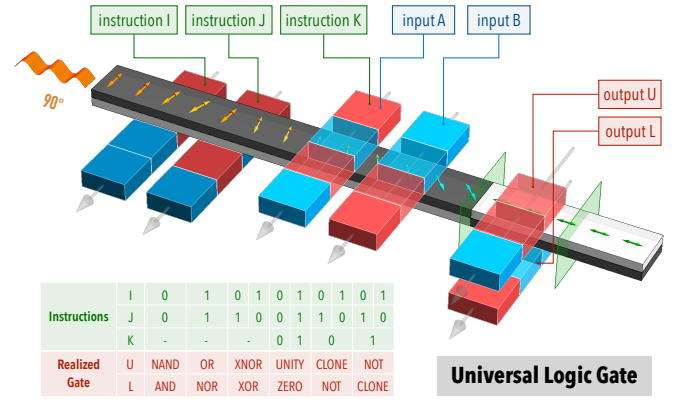 instruction I instruction J instruction K input A input B
90°
output U
output L
I 0 1 0 1 0 1 0 1 0 1
Instructions J 0 1 1 0 0 1 1 0 1 0
K - - - 0 1 0 1
Realized Gate U NAND OR XNOR UNITY CLONE NOT
L AND NOR XOR ZERO NOT CLONE
Universal Logic Gate